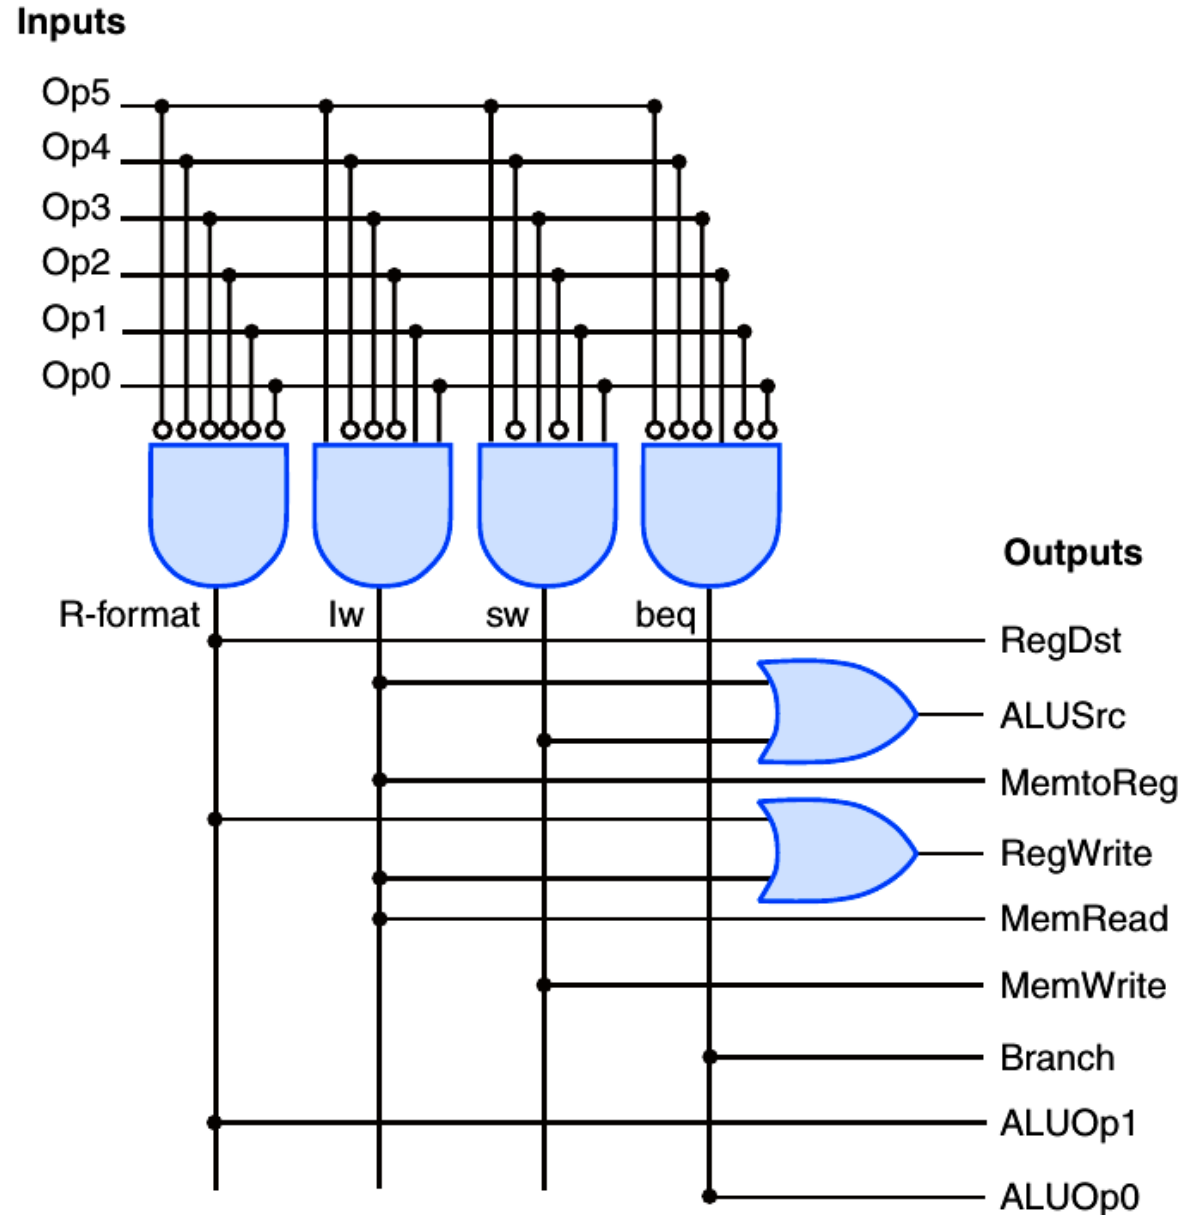 Inputs
Op5
Op4
Op3
Op2
Op1
Op0
Outputs
R-format
lw
sw
beq
RegDst
ALUSrc
MemtoReg
RegWrite
MemRead
MemWrite
Branch
ALUOp1
ALUOp0